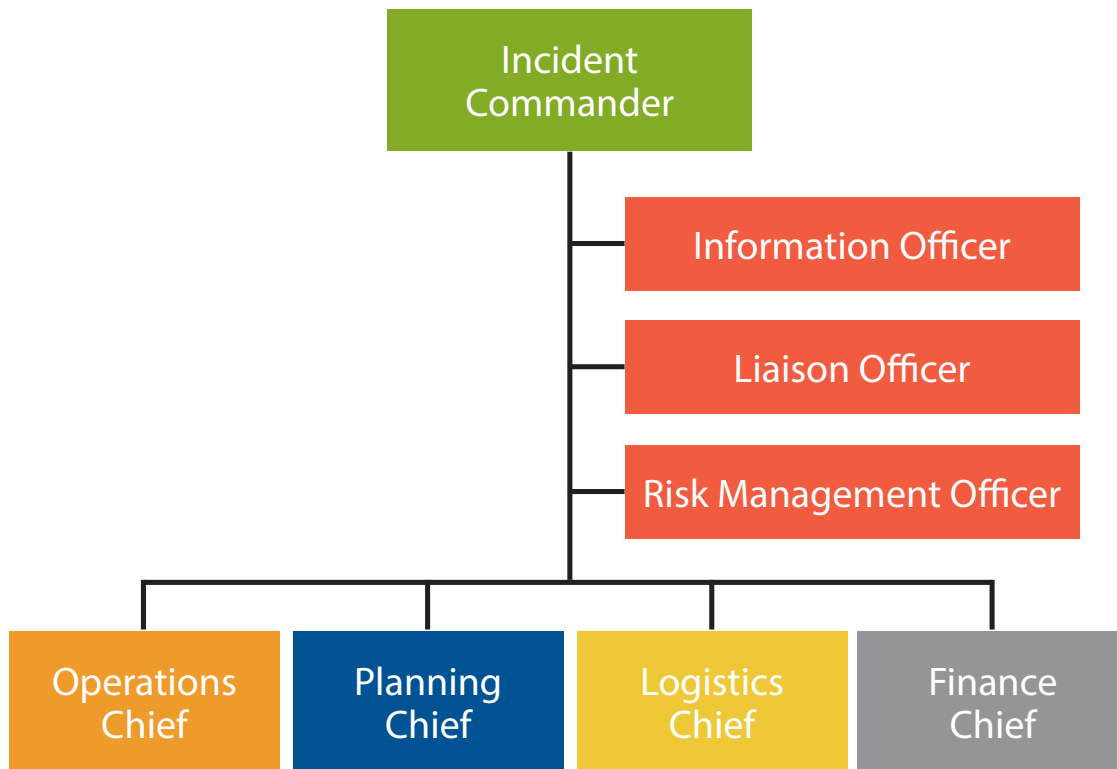 Incident
Commander
Information Officer
Liaison Officer
Risk Management Officer
Operations
Chief
Planning
Chief
Logistics
Chief
Finance
Chief